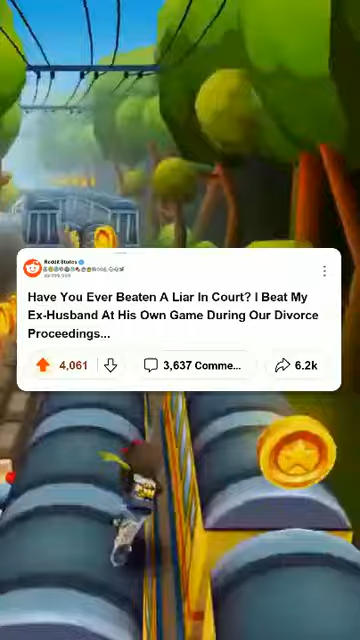 Reddit Stories
Have You Ever Beaten A Liar In Court? I Beat My
Ex-Husband At His Own Game During Our Divorce
Proceedings...
4,061
3,637 Comme...
6.2k